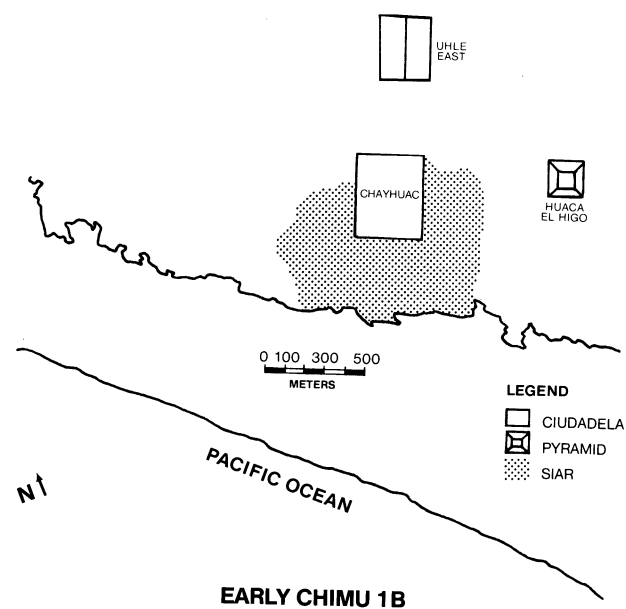 UHLE
EAST
CHAYHUAC
HUACA
EL HIGO
0 100 300 500
METERS
LEGEND
CIUDADELA
PYRAMID
SIAR
PACIFIC OCEAN
N
EARLY CHIMU 1B